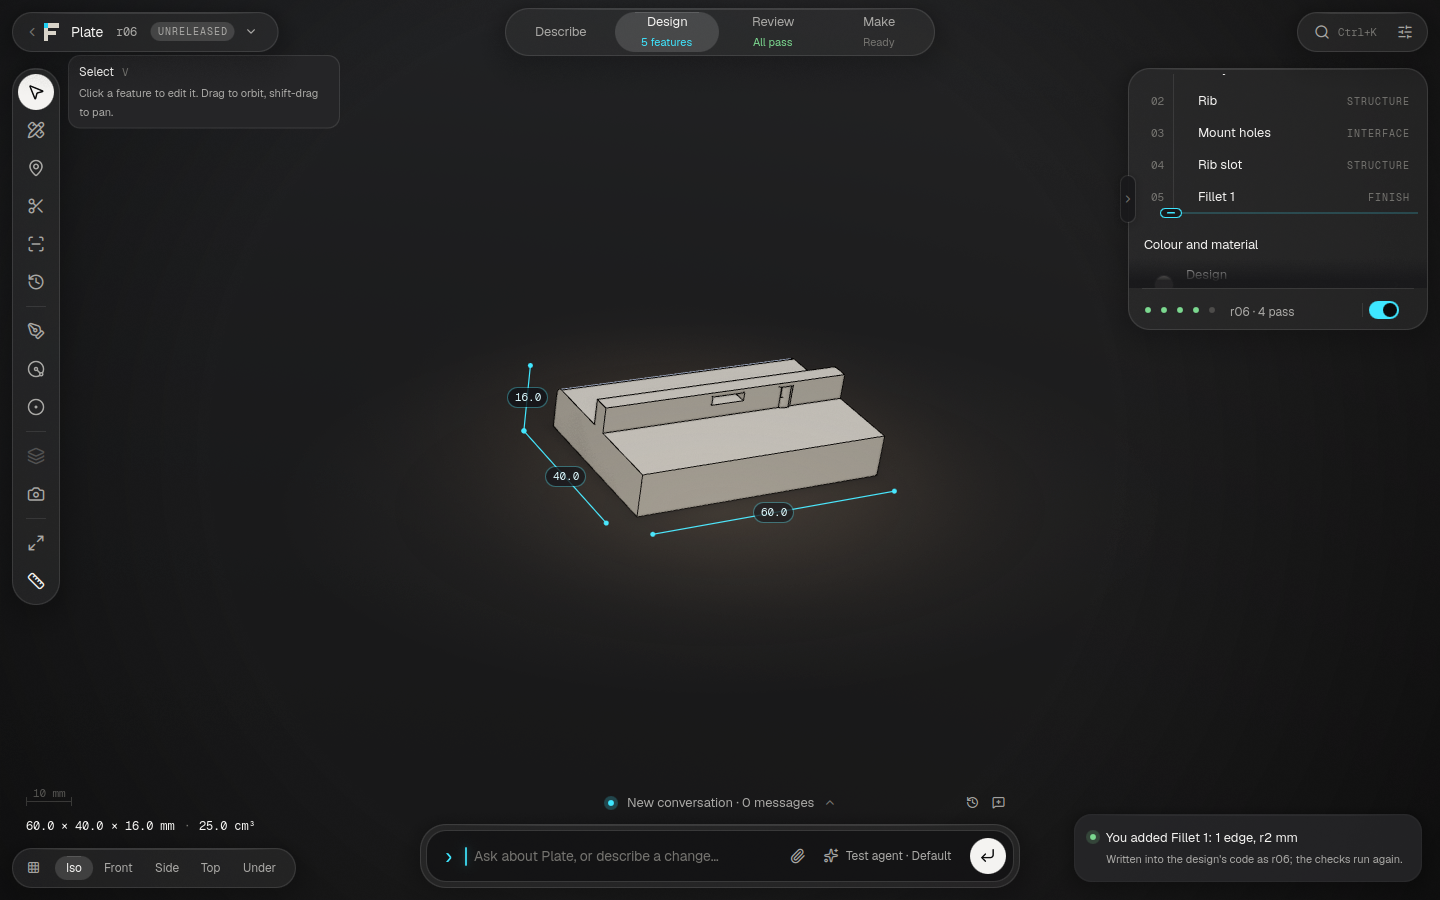 Plate r06 UNRELEASED
Describe
Design
5 features
Review
All pass
Make
Ready
Ctrl+K
Select V
Click a feature to edit it. Drag to orbit, shift-drag
to pan.
02 Rib STRUCTURE
03 Mount holes INTERFACE
04 Rib slot STRUCTURE
05 Fillet 1 FINISH
Colour and material
Design
r06 · 4 pass
16.0
40.0
60.0
10 mm
60.0 × 40.0 × 16.0 mm · 25.0 cm³
Iso Front Side Top Under
New conversation · 0 messages
Ask about Plate, or describe a change…
Test agent · Default
You added Fillet 1: 1 edge, r2 mm
Written into the design's code as r06; the checks run again.